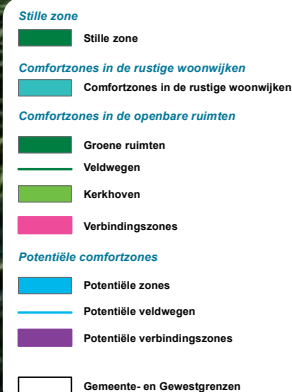 Stille zone
Stille zone
Comfortzones in de rustige woonwijken
Comfortzones in de rustige woonwijken
Comfortzones in de openbare ruimten
Groene ruimten
Veldwegen
Kerkhoven
Verbindingszones
Potentiële comfortzones
Potentiële zones
Potentiële veldwegen
Potentiële verbindingszones
Gemeente- en Gewestgrenzen